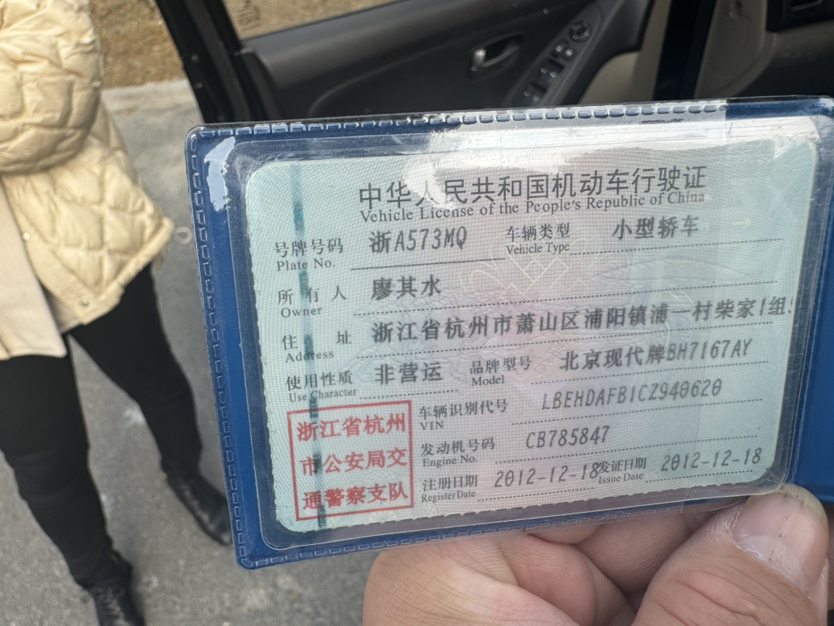 中华人民共和国机动车行驶证
Vehicle License of the People's Republic of China
号牌号码 浙A573MQ 车辆类型 小型轿车
Plate No. Vehicle Type
所有人 廖其水
Owner
住址 浙江省杭州市萧山区浦阳镇浦一村柴家1组
Address
使用性质 非营运 品牌型号 北京现代牌BH7167AY
Use Character Model
车辆识别代号 LBEHDAFB1CZ940620
VIN
发动机号码 CB785847
Engine No.
注册日期 2012-12-18 发证日期 2012-12-18
Register Date Issue Date
浙江省杭州
市公安局交
通警察支队